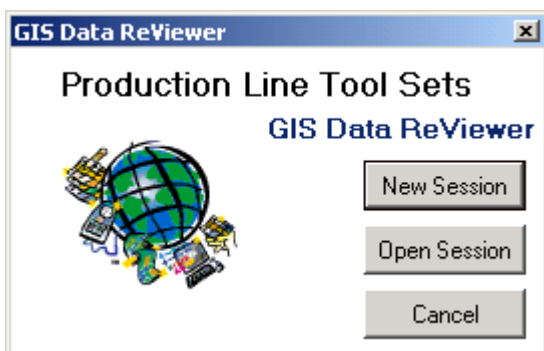 GIS Data ReViewer
Production Line Tool Sets
GIS Data ReViewer
New Session
Open Session
Cancel